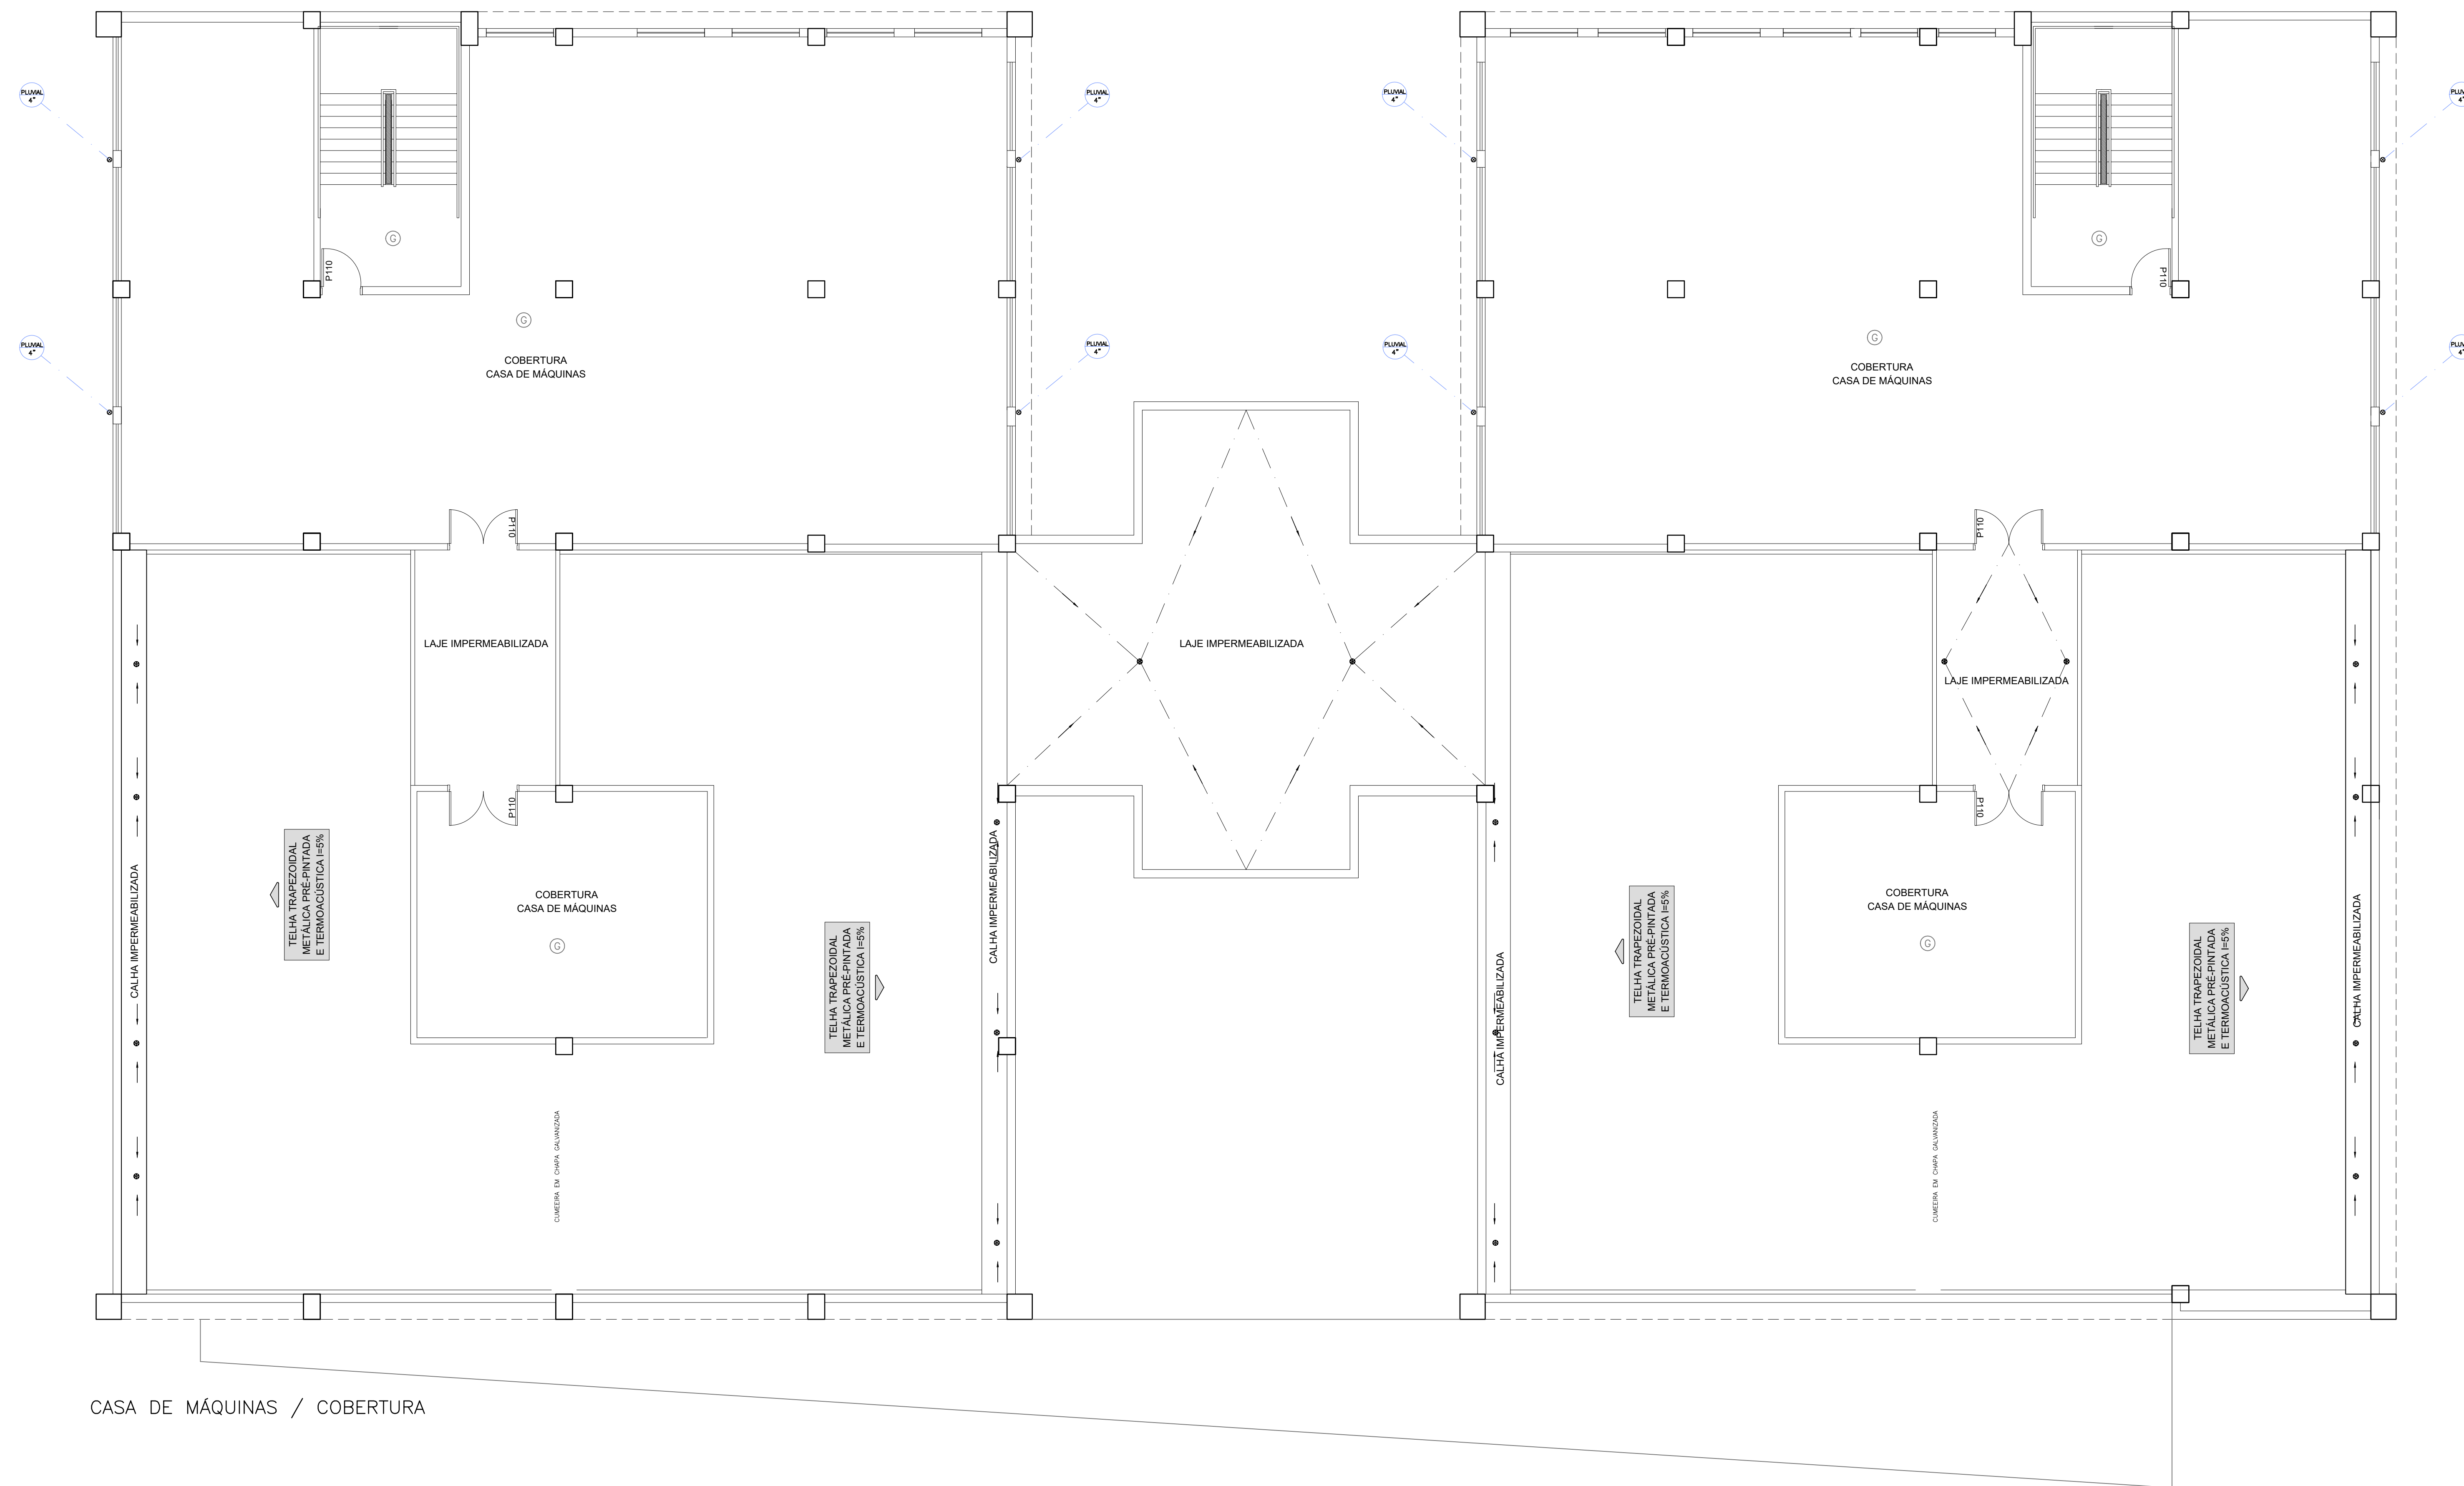 PLUVIAL
4"
PLUVIAL
4"
PLUVIAL
4"
PLUV
4"
G
P110
G
P110
PLUVIAL
4"
PLUVIAL
4"
PLUVIAL
4"
PLUV
4"
G
COBERTURA
CASA DE MÁQUINAS
G
COBERTURA
CASA DE MÁQUINAS
P110
P110
LAJE IMPERMEABILIZADA
LAJE IMPERMEABILIZADA
LAJE IMPERMEABILIZADA
P110
P110
CALHA IMPERMEABILIZADA
TELHA TRAPEZOIDAL
METÁLICA PRÉ-PINTADA
E TERMOACÚSTICA I=5%
COBERTURA
CASA DE MÁQUINAS
G
TELHA TRAPEZOIDAL
METÁLICA PRÉ-PINTADA
E TERMOACÚSTICA I=5%
CALHA IMPERMEABILIZADA
CALHA IMPERMEABILIZADA
TELHA TRAPEZOIDAL
METÁLICA PRÉ-PINTADA
E TERMOACÚSTICA I=5%
COBERTURA
CASA DE MÁQUINAS
G
TELHA TRAPEZOIDAL
METÁLICA PRÉ-PINTADA
E TERMOACÚSTICA I=5%
CALHA IMPERMEABILIZADA
CUMEEIRA EM CHAPA GALVANIZADA
CUMEEIRA EM CHAPA GALVANIZADA
CASA DE MÁQUINAS / COBERTURA